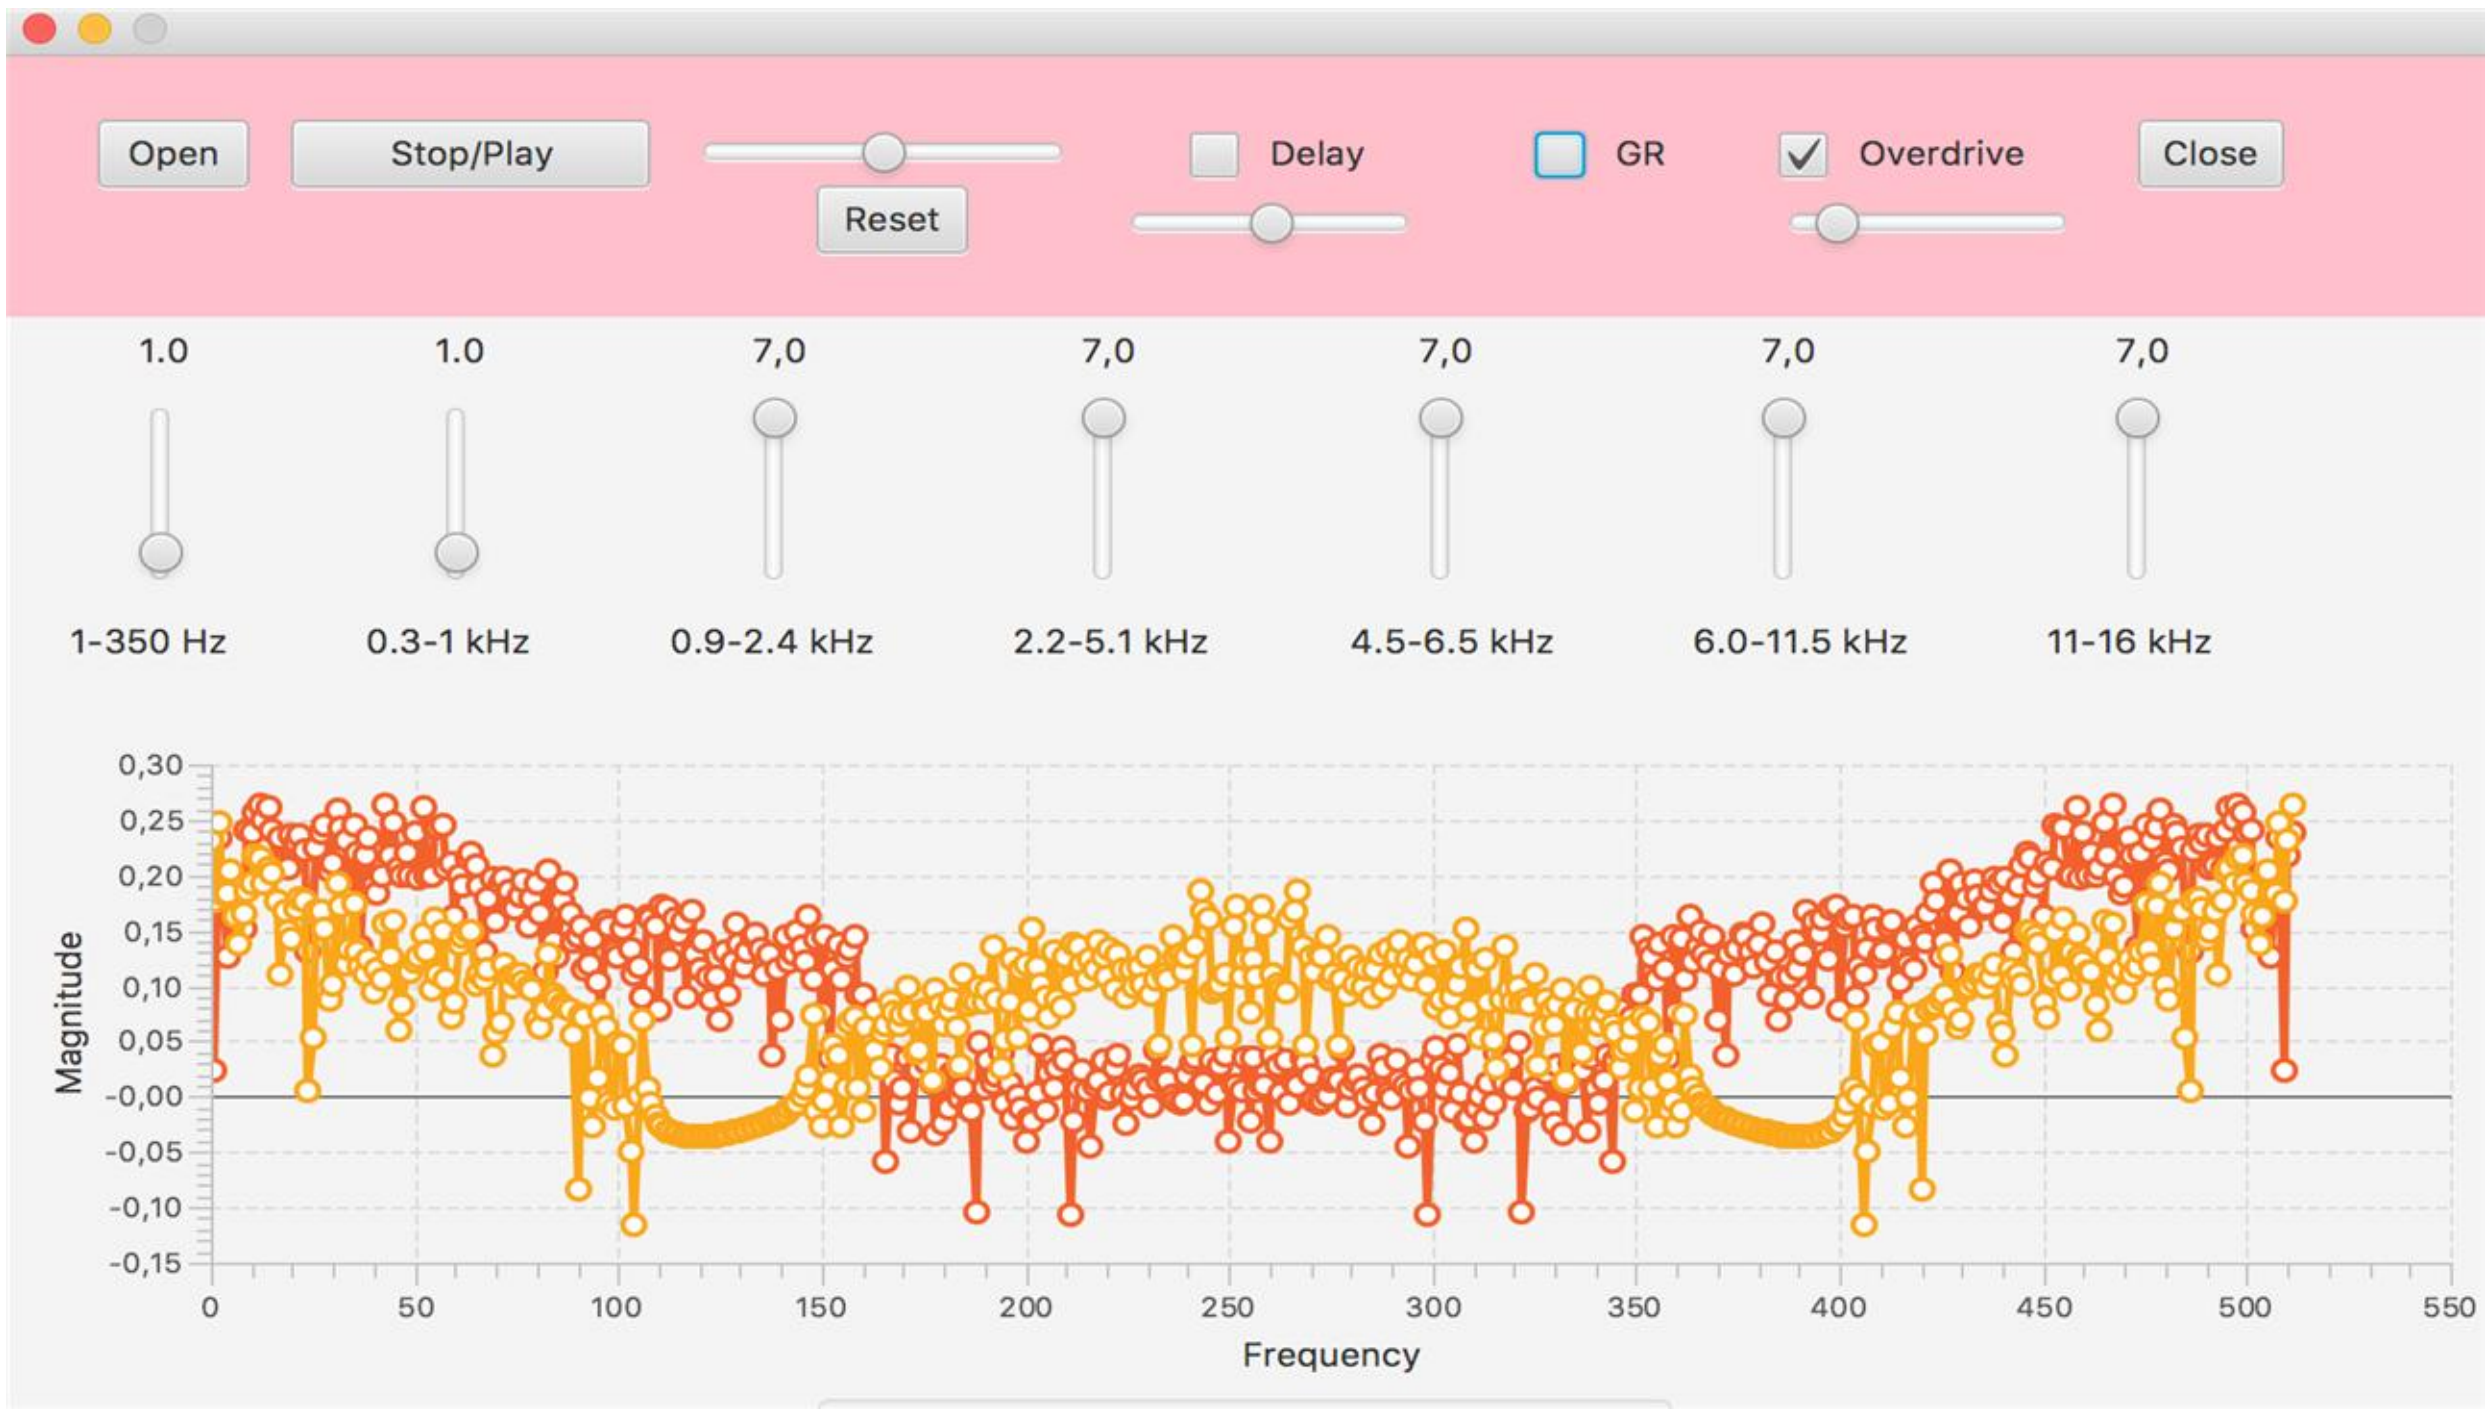 Open Stop/Play Delay GR Overdrive Close
Reset
1.0 1.0 7,0 7,0 7,0 7,0 7,0
1-350 Hz 0.3-1 kHz 0.9-2.4 kHz 2.2-5.1 kHz 4.5-6.5 kHz 6.0-11.5 kHz 11-16 kHz
Magnitude
0,30
0,25
0,20
0,15
0,10
0,05
-0,00
-0,05
-0,10
-0,15
0 50 100 150 200 250 300 350 400 450 500 550
Frequency